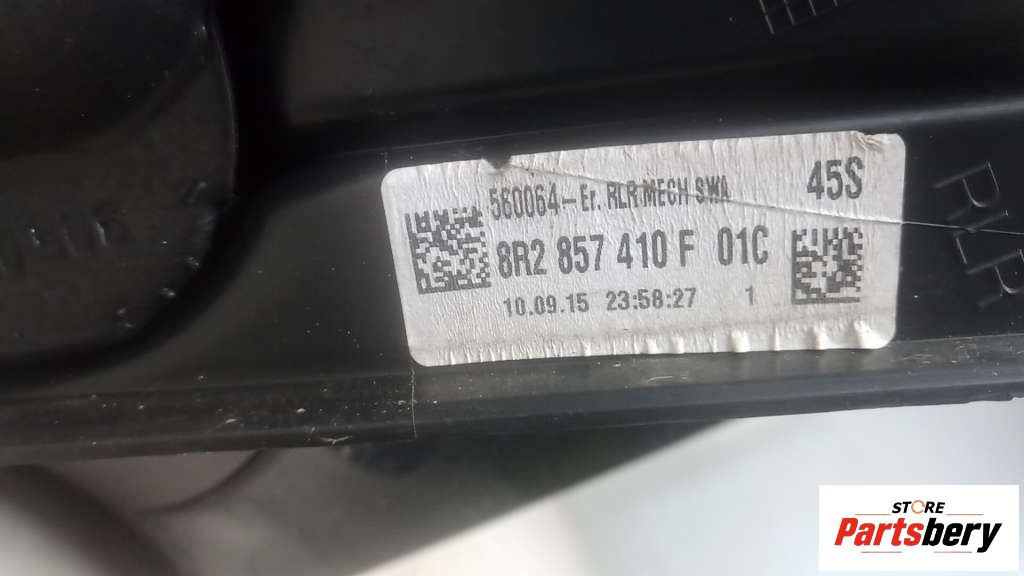 560064-Er. RLR MECH SWA
45S
8R2 857 410 F 01C
10.09.15 23:58:27 1
RLR
STORE
Partsbery